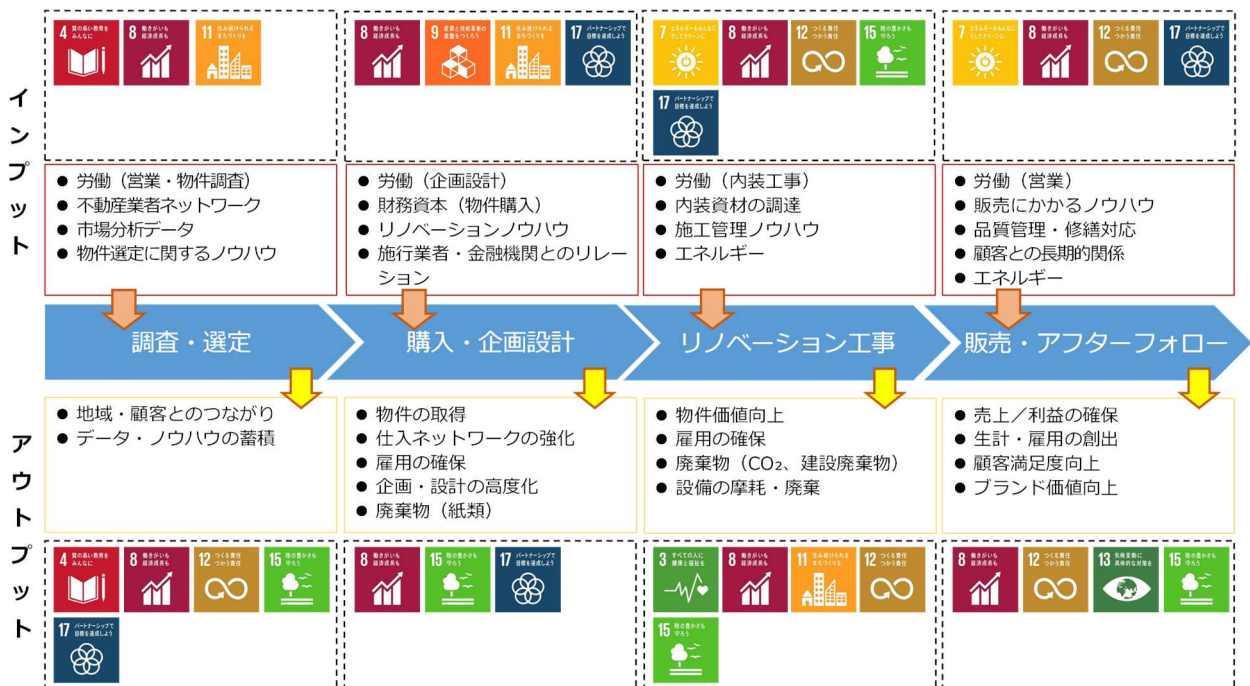 インプット
4 質の高い教育を
みんなに
8 働きがいも
経済成長も
11 住み続けられる
まちづくりを
8 働きがいも
経済成長も
9 産業と技術革新の
基盤をつくろう
11 住み続けられる
まちづくりを
17 パートナーシップで
目標を達成しよう
7 エネルギーをみんなに
そしてクリーンに
8 働きがいも
経済成長も
12 つくる責任
つかう責任
15 陸の豊かさも
守ろう
17 パートナーシップで
目標を達成しよう
7 エネルギーをみんなに
そしてクリーンに
8 働きがいも
経済成長も
12 つくる責任
つかう責任
17 パートナーシップで
目標を達成しよう
● 労働（営業・物件調査）
● 不動産業者ネットワーク
● 市場分析データ
● 物件選定に関するノウハウ
● 労働（企画設計）
● 財務資本（物件購入）
● リノベーションノウハウ
● 施行業者・金融機関とのリレー
ション
● 労働（内装工事）
● 内装資材の調達
● 施工管理ノウハウ
● エネルギー
● 労働（営業）
● 販売にかかるノウハウ
● 品質管理・修繕対応
● 顧客との長期的関係
● エネルギー
調査・選定
購入・企画設計
リノベーション工事
販売・アフターフォロー
アウトプット
● 地域・顧客とのつながり
● データ・ノウハウの蓄積
● 物件の取得
● 仕入ネットワークの強化
● 雇用の確保
● 企画・設計の高度化
● 廃棄物（紙類）
● 物件価値向上
● 雇用の確保
● 廃棄物（CO₂、建設廃棄物）
● 設備の摩耗・廃棄
● 売上／利益の確保
● 生計・雇用の創出
● 顧客満足度向上
● ブランド価値向上
4 質の高い教育を
みんなに
8 働きがいも
経済成長も
12 つくる責任
つかう責任
15 陸の豊かさも
守ろう
17 パートナーシップで
目標を達成しよう
8 働きがいも
経済成長も
15 陸の豊かさも
守ろう
17 パートナーシップで
目標を達成しよう
3 すべての人に
健康と福祉を
8 働きがいも
経済成長も
11 住み続けられる
まちづくりを
12 つくる責任
つかう責任
15 陸の豊かさも
守ろう
8 働きがいも
経済成長も
12 つくる責任
つかう責任
13 気候変動に
具体的な対策を
15 陸の豊かさも
守ろう